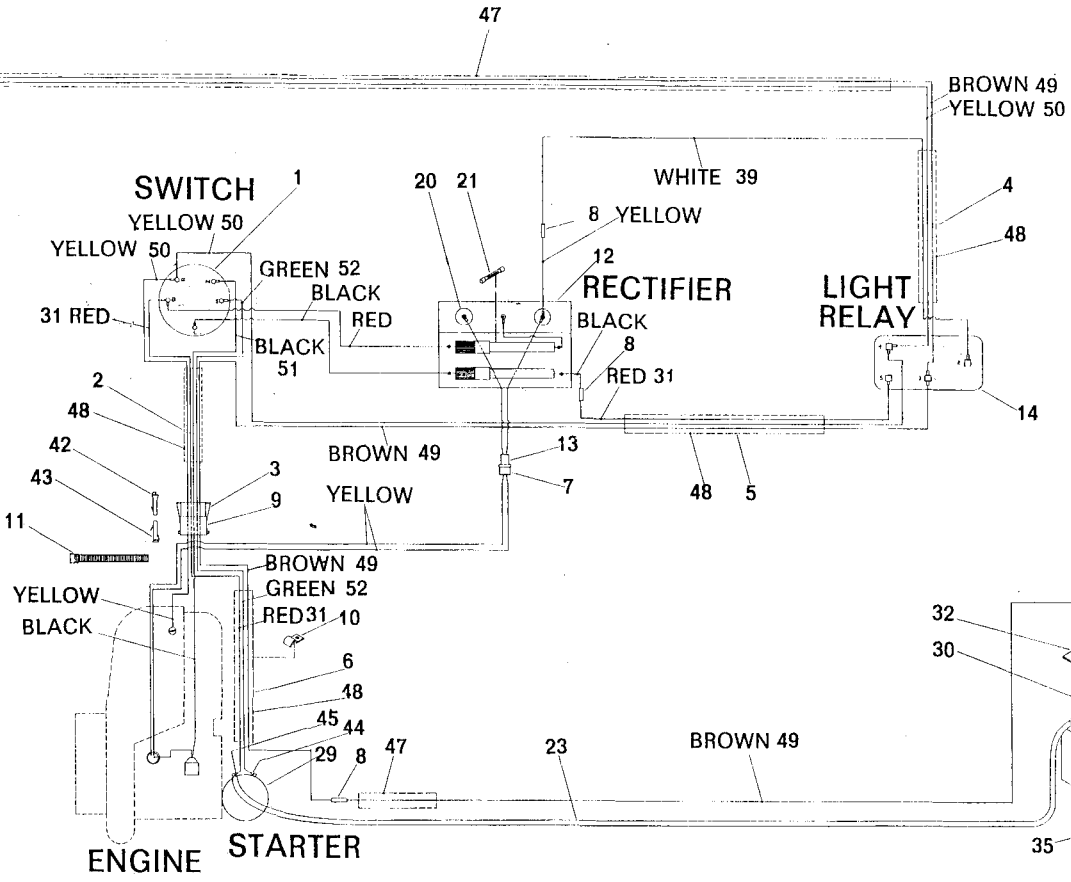 47
BROWN 49
YELLOW 50
WHITE 39
SWITCH
1
20
21
4
YELLOW 50
8 YELLOW
YELLOW 50
48
GREEN 52
12
BLACK
RECTIFIER
LIGHT
RELAY
31 RED
RED
BLACK
8
BLACK
51
RED 31
2
14
48
BROWN 49
13
42
3
7
48
5
43
9
YELLOW
11
BROWN 49
YELLOW
GREEN 52
BLACK
RED 31
10
32
30
6
48
45
44
29
8
47
23
BROWN 49
STARTER
35
ENGINE